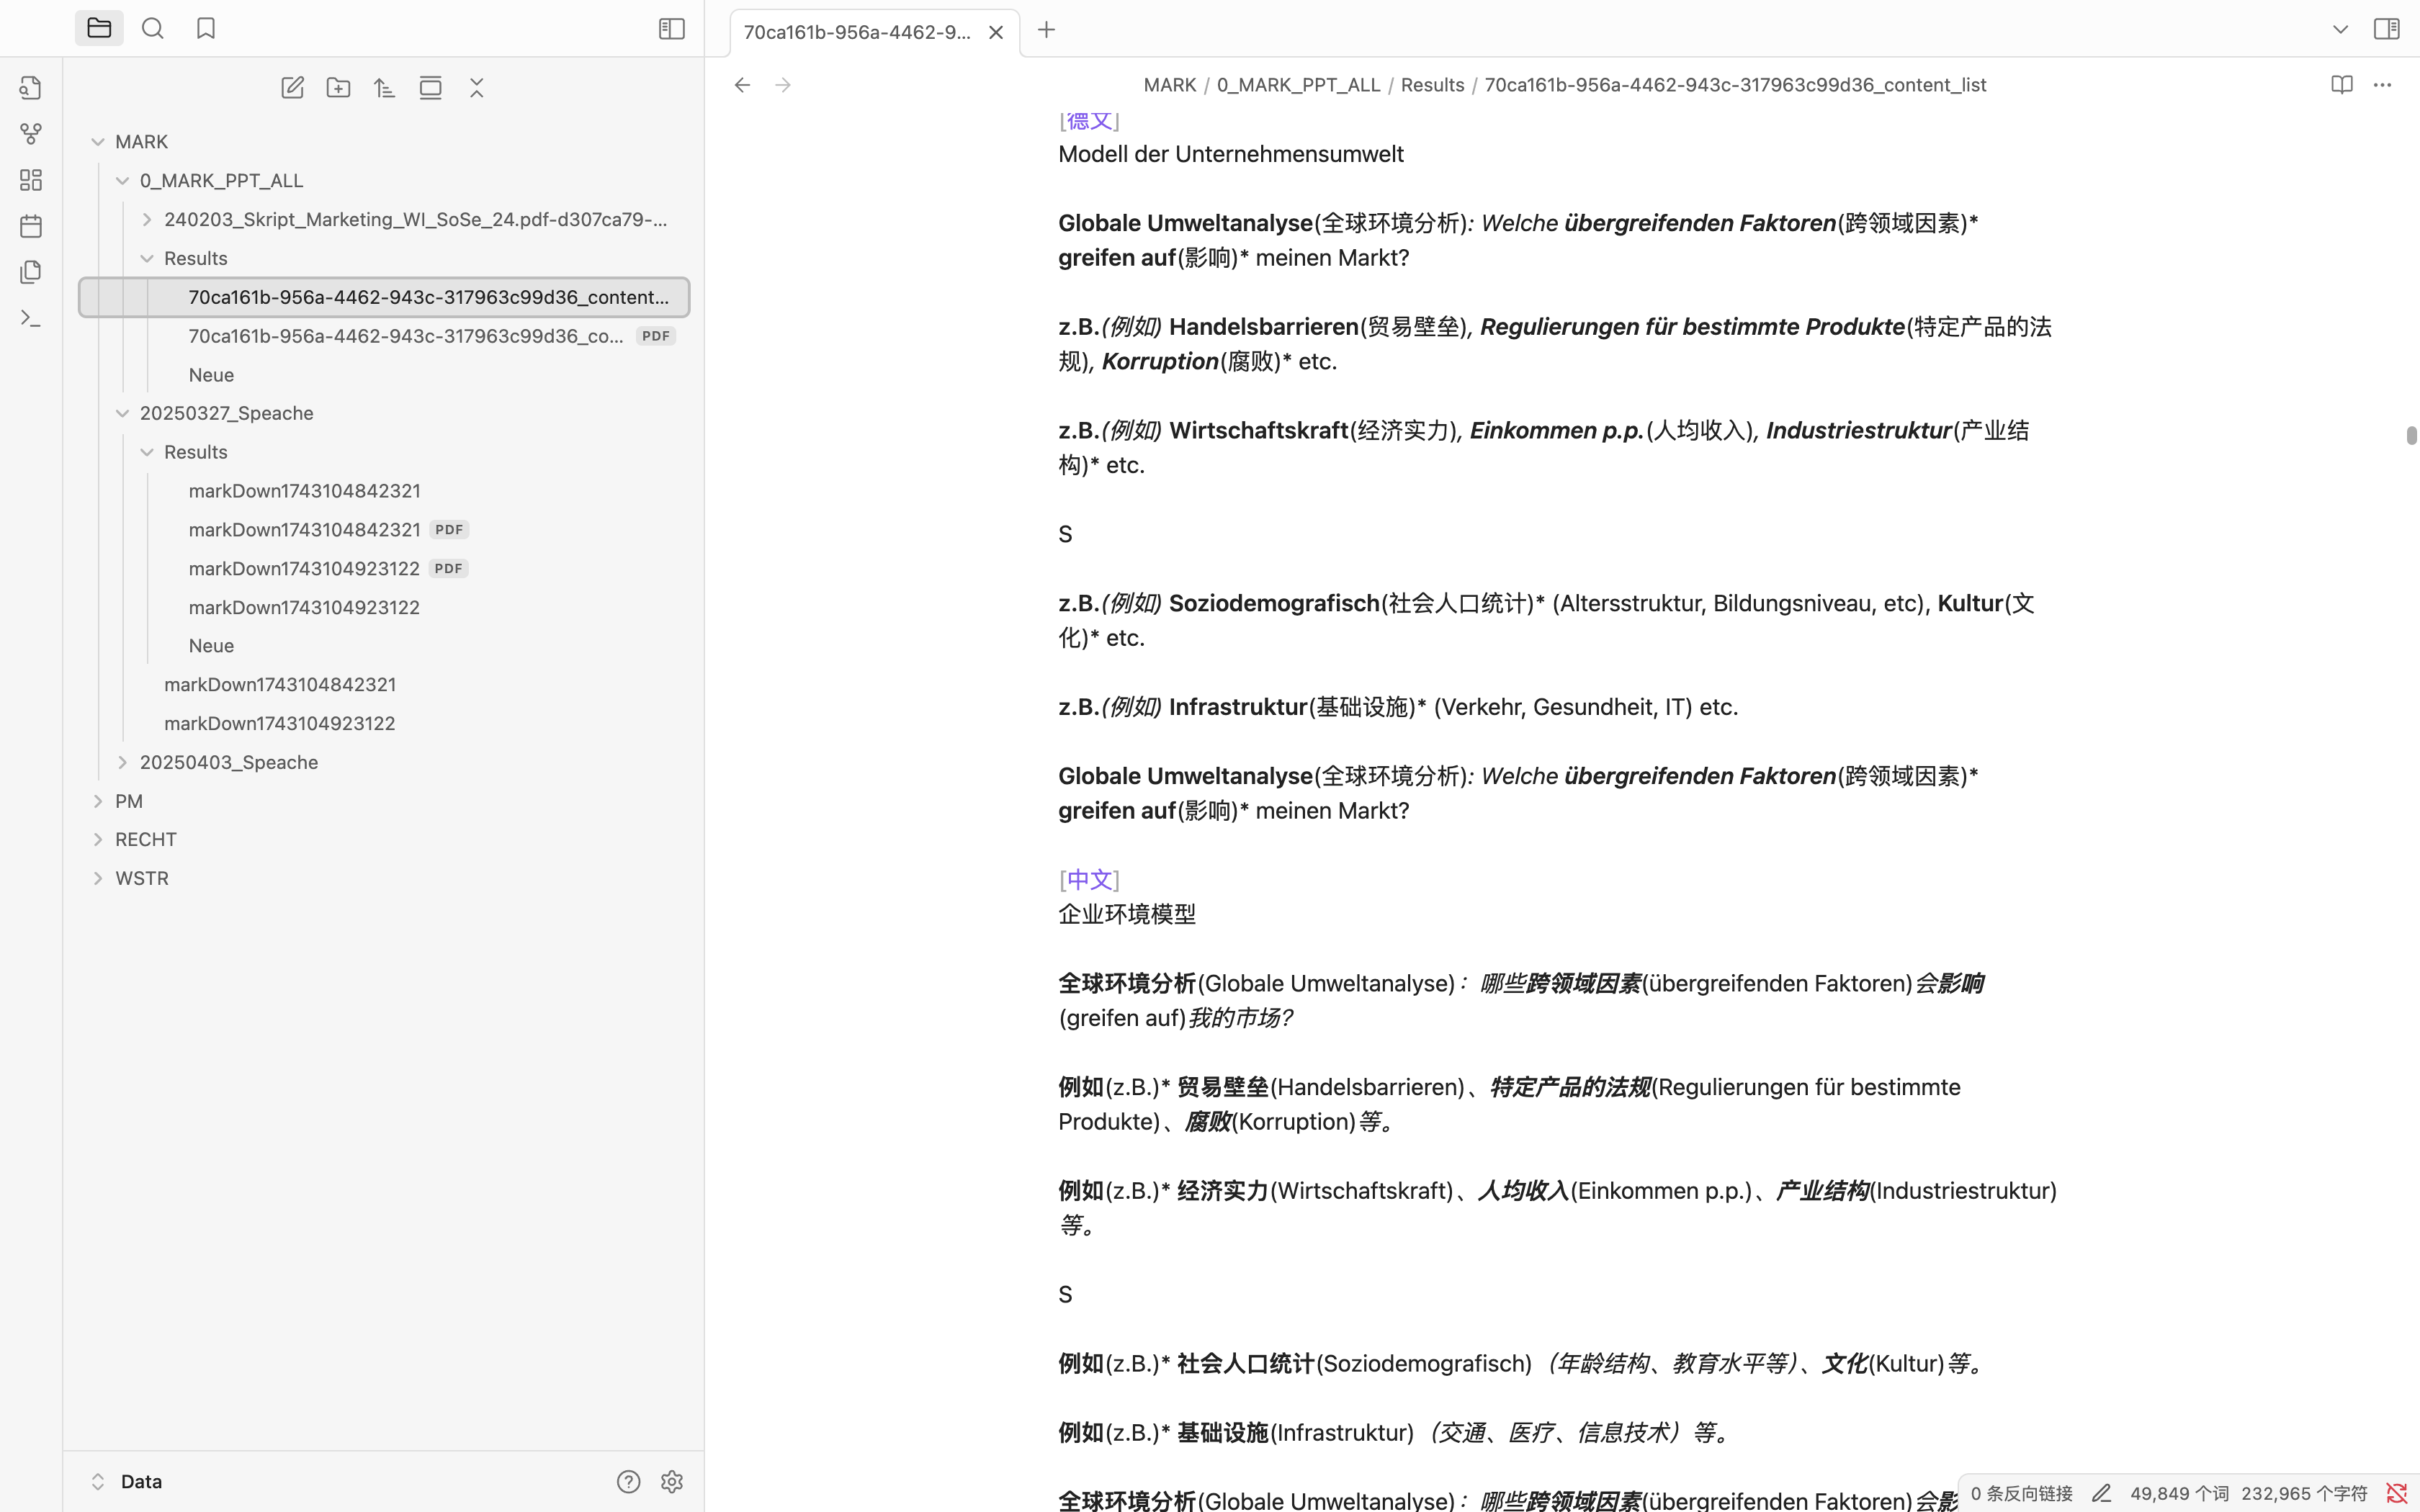 70ca161b-956a-4462-9...
MARK / 0_MARK_PPT_ALL / Results / 70ca161b-956a-4462-943c-317963c99d36_content_list
MARK
0_MARK_PPT_ALL
240203_Skript_Marketing_WI_SoSe_24.pdf-d307ca79-...
Results
70ca161b-956a-4462-943c-317963c99d36_content...
70ca161b-956a-4462-943c-317963c99d36_co... PDF
Neue
20250327_Speache
Results
markDown1743104842321
markDown1743104842321 PDF
markDown1743104923122 PDF
markDown1743104923122
Neue
markDown1743104842321
markDown1743104923122
20250403_Speache
PM
RECHT
WSTR
Data
[德文]
Modell der Unternehmensumwelt
Globale Umweltanalyse(全球环境分析): Welche übergreifenden Faktoren(跨领域因素)*
greifen auf(影响)* meinen Markt?
z.B.(例如) Handelsbarrieren(贸易壁垒), Regulierungen für bestimmte Produkte(特定产品的法
规), Korruption(腐败)* etc.
z.B.(例如) Wirtschaftskraft(经济实力), Einkommen p.p.(人均收入), Industriestruktur(产业结
构)* etc.
S
z.B.(例如) Soziodemografisch(社会人口统计)* (Altersstruktur, Bildungsniveau, etc), Kultur(文
化)* etc.
z.B.(例如) Infrastruktur(基础设施)* (Verkehr, Gesundheit, IT) etc.
Globale Umweltanalyse(全球环境分析): Welche übergreifenden Faktoren(跨领域因素)*
greifen auf(影响)* meinen Markt?
[中文]
企业环境模型
全球环境分析(Globale Umweltanalyse)：哪些跨领域因素(übergreifenden Faktoren)会影响
(greifen auf)我的市场？
例如(z.B.)* 贸易壁垒(Handelsbarrieren)、特定产品的法规(Regulierungen für bestimmte
Produkte)、腐败(Korruption)等。
例如(z.B.)* 经济实力(Wirtschaftskraft)、人均收入(Einkommen p.p.)、产业结构(Industriestruktur)
等。
S
例如(z.B.)* 社会人口统计(Soziodemografisch)（年龄结构、教育水平等）、文化(Kultur)等。
例如(z.B.)* 基础设施(Infrastruktur)（交通、医疗、信息技术）等。
全球环境分析(Globale Umweltanalyse)：哪些跨领域因素(übergreifenden Faktoren)会影
0 条反向链接 49,849 个词 232,965 个字符